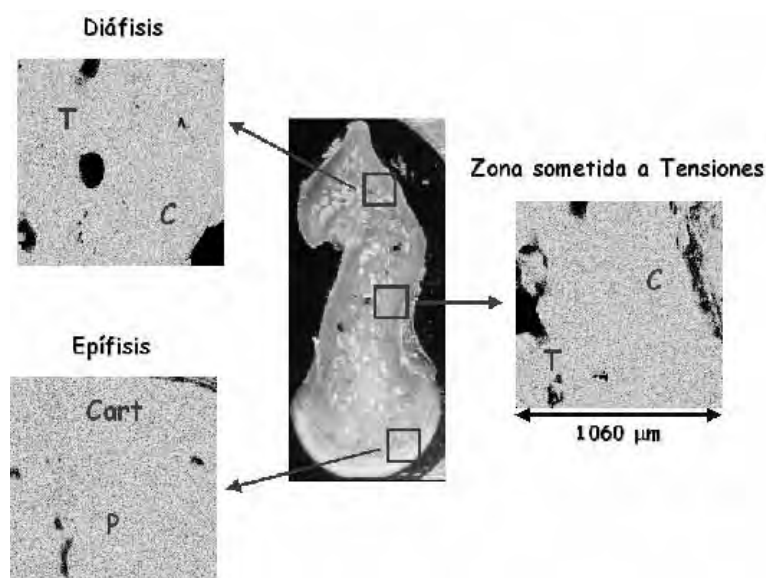 Diáfisis
T
C
Zona sometida a Tensiones
C
T
1060 µm
Epífisis
Cart
P